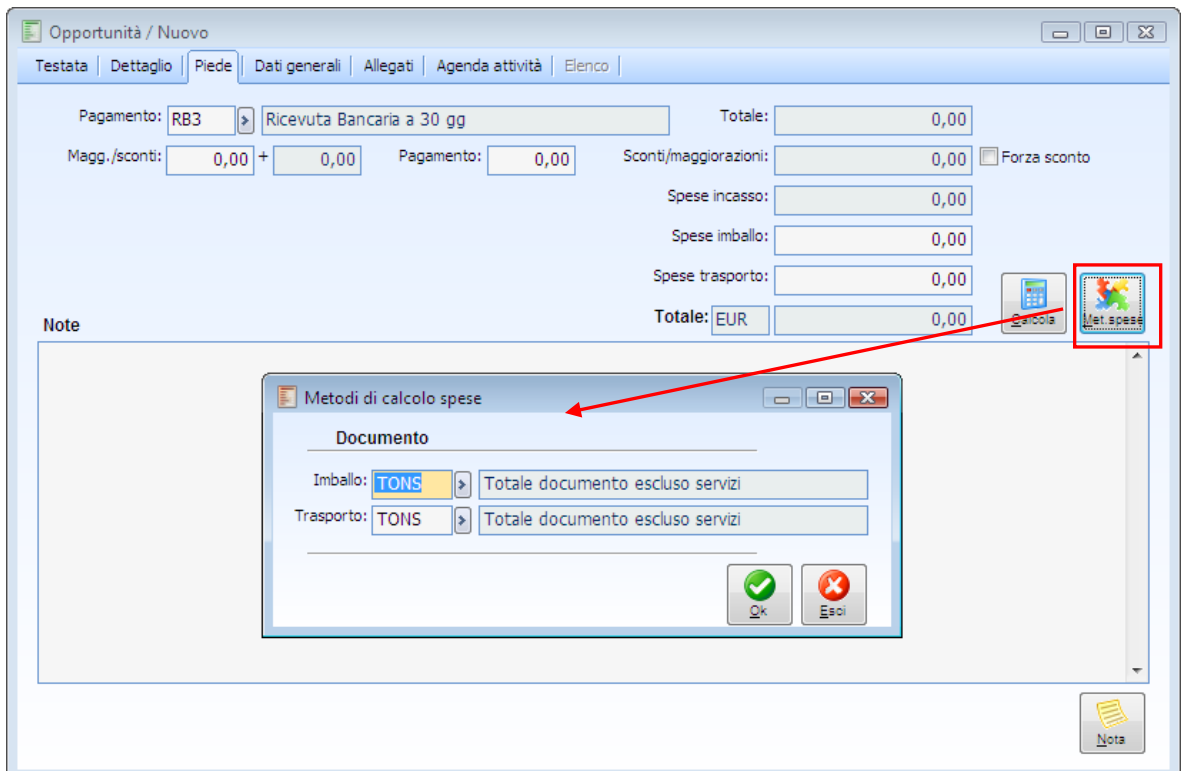 Opportunità / Nuovo
Testata | Dettaglio | Piede | Dati generali | Allegati | Agenda attività | Elenco |
Pagamento: RB3 Ricevuta Bancaria a 30 gg Totale: 0,00
Magg./sconti: 0,00 + 0,00 Pagamento: 0,00 Sconti/maggiorazioni: 0,00 Forza sconto
Spese incasso: 0,00
Spese imballo: 0,00
Spese trasporto: 0,00
Totale: EUR 0,00 Calcola Met.spese
Note
Metodi di calcolo spese
Documento
Imballo: TONS Totale documento escluso servizi
Trasporto: TONS Totale documento escluso servizi
Ok Esci
Nota